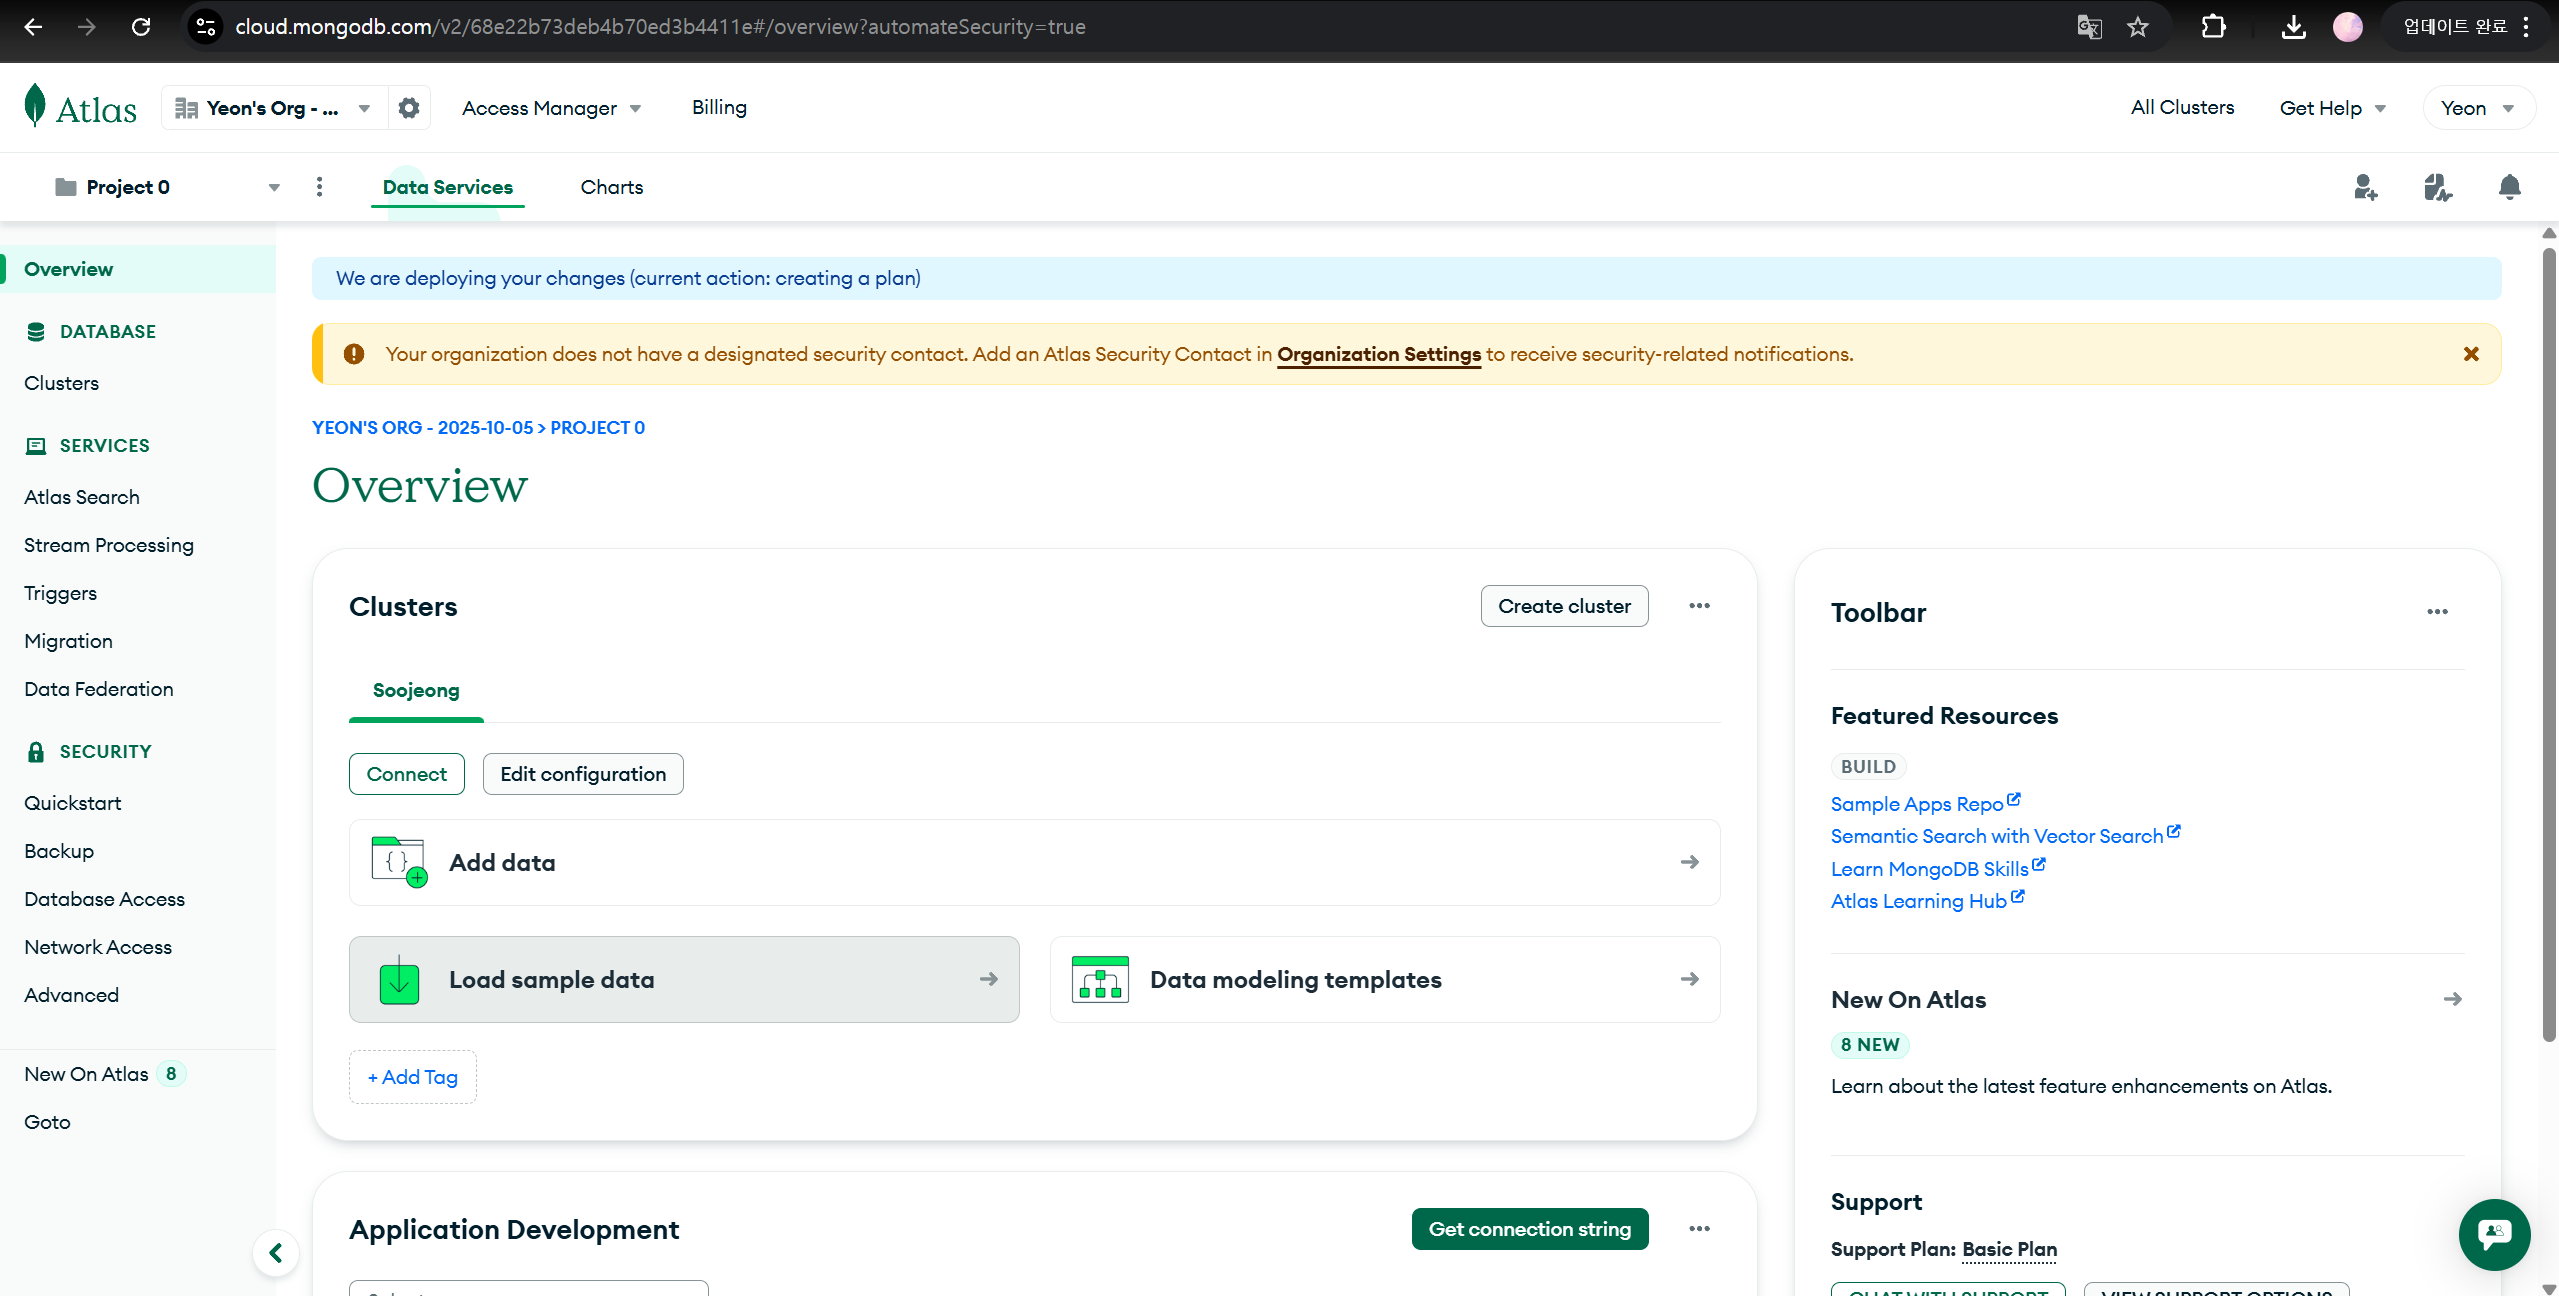 cloud.mongodb.com/v2/68e22b73deb4b70ed3b4411e#/overview?automateSecurity=true
업데이트 완료
Atlas
Yeon's Org - ...
Access Manager
Billing
All Clusters
Get Help
Yeon
Project 0
Data Services
Charts
Overview
DATABASE
Clusters
SERVICES
Atlas Search
Stream Processing
Triggers
Migration
Data Federation
SECURITY
Quickstart
Backup
Database Access
Network Access
Advanced
New On Atlas 8
Goto
We are deploying your changes (current action: creating a plan)
Your organization does not have a designated security contact. Add an Atlas Security Contact in Organization Settings to receive security-related notifications.
YEON'S ORG - 2025-10-05 > PROJECT 0
Overview
Clusters
Create cluster
Soojeong
Connect
Edit configuration
Add data
Load sample data
Data modeling templates
+ Add Tag
Application Development
Get connection string
Toolbar
Featured Resources
BUILD
Sample Apps Repo
Semantic Search with Vector Search
Learn MongoDB Skills
Atlas Learning Hub
New On Atlas
8 NEW
Learn about the latest feature enhancements on Atlas.
Support
Support Plan: Basic Plan
CHAT WITH SUPPORT
VIEW SUPPORT OPTIONS